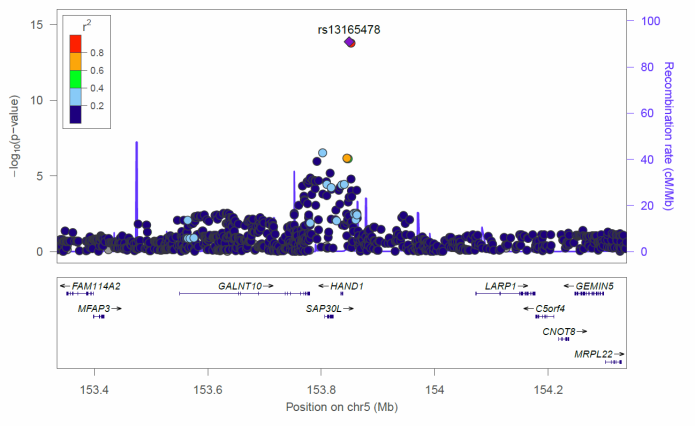 rs13165478
r2
0.8
0.6
0.4
0.2
15
10
5
0
−log10(p−value)
100
80
60
40
20
0
Recombination rate (cM/Mb)
←FAM114A2
GALNT10→
←HAND1
LARP1→
←GEMIN5
MFAP3→
SAP30L→
←C5orf4
CNOT8→
MRPL22→
153.4
153.6
153.8
154
154.2
Position on chr5 (Mb)